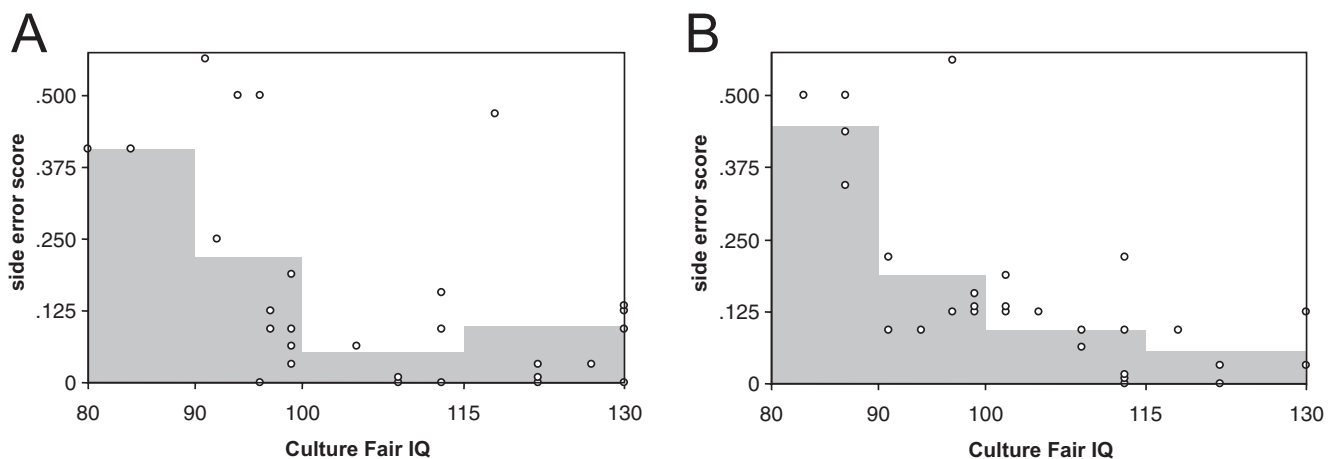 A
side error score
.500
.375
.250
.125
0
80 90 100 115 130
Culture Fair IQ
B
side error score
.500
.375
.250
.125
0
80 90 100 115 130
Culture Fair IQ